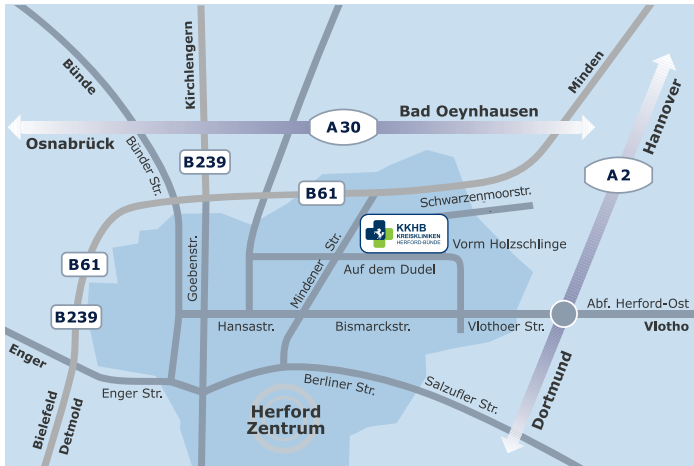 Bünde
Kirchlengern
Minden
Hannover
Bad Oeynhausen
A 30
Osnabrück
B239
A 2
Bünder Str.
B61
Schwarzenmoorstr.
KKHB
KREISKLINIKEN
HERFORD-BÜNDE
Mindener Str.
Vorm Holzschlinge
B61
Goebenstr.
Auf dem Dudel
Abf. Herford-Ost
B239
Hansastr.
Bismarckstr.
Vlothoer Str.
Vlotho
Enger
Enger Str.
Berliner Str.
Salzufler Str.
Dortmund
Bielefeld
Detmold
Herford
Zentrum